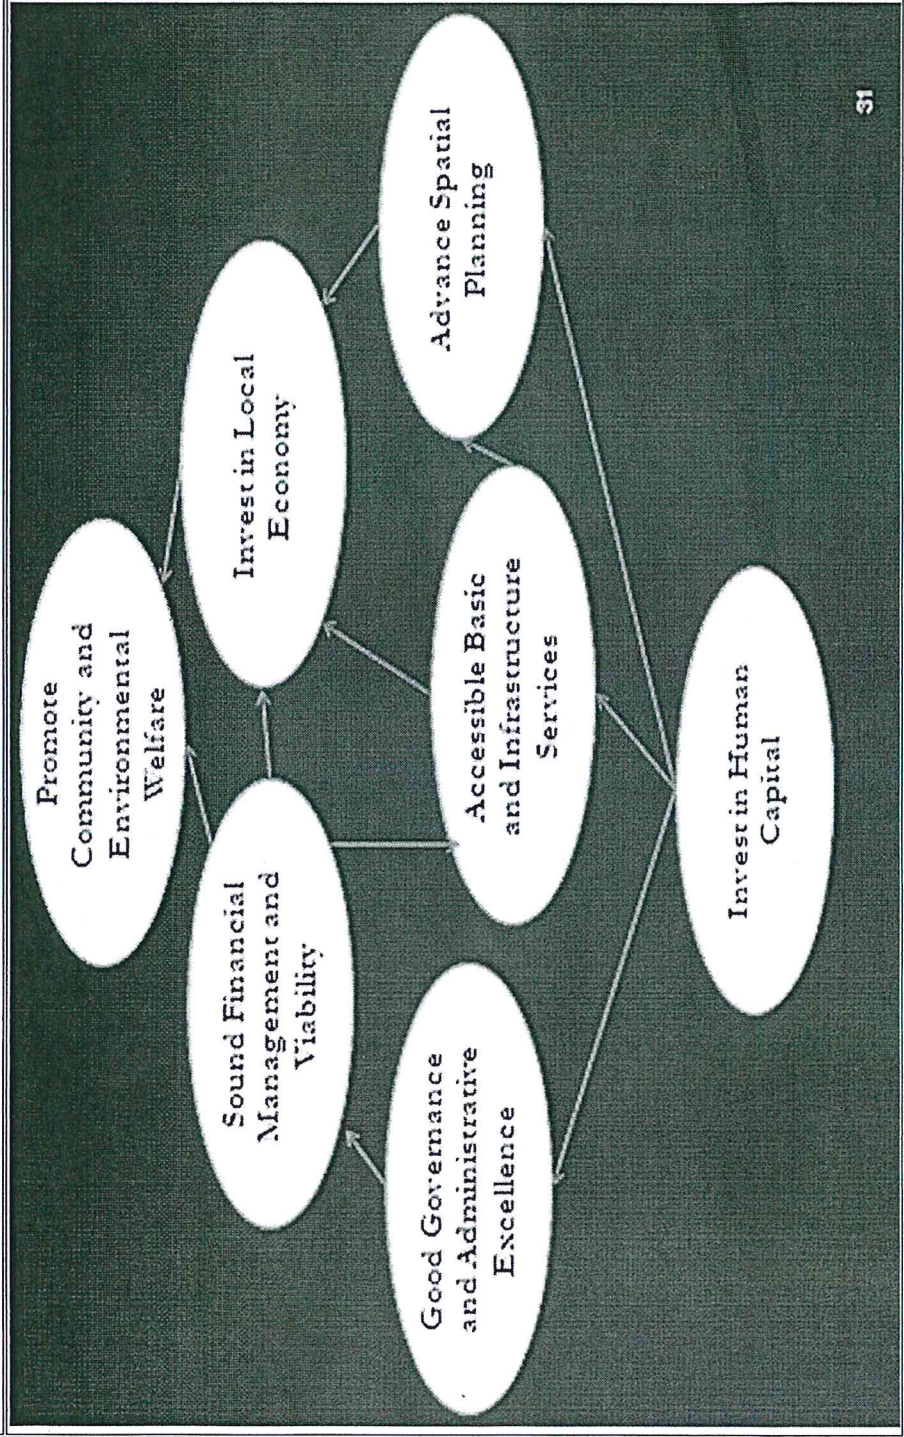 Promote
Community and
Environmental
Welfare
Sound Financial
Management and
Viability
Invest in Local
Economy
Good Governance
and Administrative
Excellence
Accessible Basic
and Infrastructure
Services
Advance Spatial
Planning
Invest in Human
Capital
31